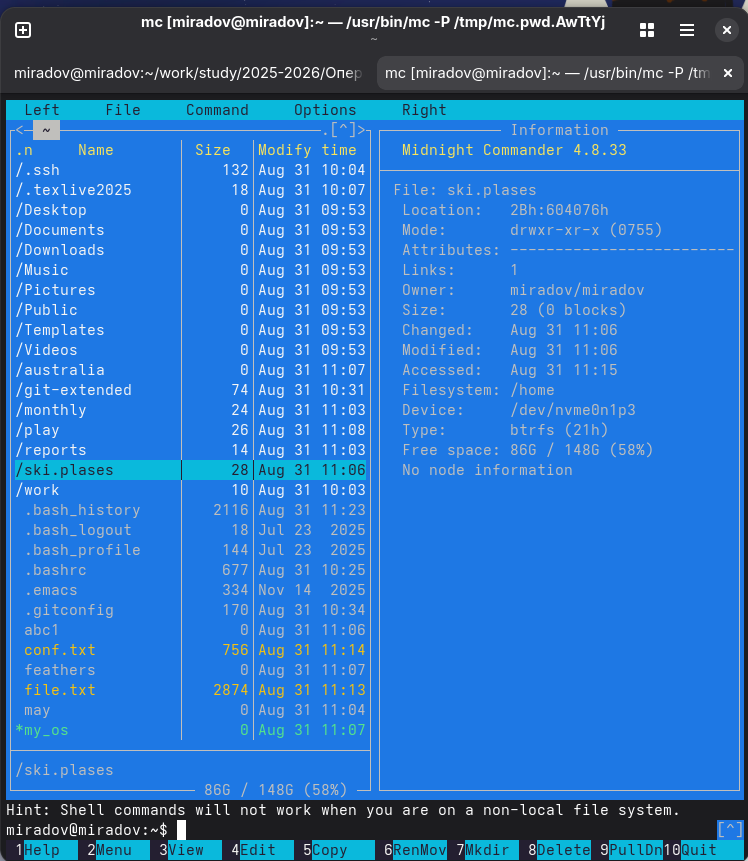 mc [miradov@miradov]:~ — /usr/bin/mc -P /tmp/mc.pwd.AwTtYj
~
miradov@miradov:~/work/study/2025-2026/Опер
mc [miradov@miradov]:~ — /usr/bin/mc -P /tm
Left File Command Options Right
<- ~ .[^]>
.n Name Size Modify time
/.ssh 132 Aug 31 10:04
/.texlive2025 18 Aug 31 10:07
/Desktop 0 Aug 31 09:53
/Documents 0 Aug 31 09:53
/Downloads 0 Aug 31 09:53
/Music 0 Aug 31 09:53
/Pictures 0 Aug 31 09:53
/Public 0 Aug 31 09:53
/Templates 0 Aug 31 09:53
/Videos 0 Aug 31 09:53
/australia 0 Aug 31 11:07
/git-extended 74 Aug 31 10:31
/monthly 24 Aug 31 11:03
/play 26 Aug 31 11:08
/reports 14 Aug 31 11:03
/ski.plases 28 Aug 31 11:06
/work 10 Aug 31 10:03
.bash_history 2116 Aug 31 11:23
.bash_logout 18 Jul 23 2025
.bash_profile 144 Jul 23 2025
.bashrc 677 Aug 31 10:25
.emacs 334 Nov 14 2025
.gitconfig 170 Aug 31 10:34
abc1 0 Aug 31 11:06
conf.txt 756 Aug 31 11:14
feathers 0 Aug 31 11:07
file.txt 2874 Aug 31 11:13
may 0 Aug 31 11:04
*my_os 0 Aug 31 11:07
/ski.plases
86G / 148G (58%)
Information
Midnight Commander 4.8.33
File: ski.plases
Location: 2Bh:604076h
Mode: drwxr-xr-x (0755)
Attributes: -------------------------
Links: 1
Owner: miradov/miradov
Size: 28 (0 blocks)
Changed: Aug 31 11:06
Modified: Aug 31 11:06
Accessed: Aug 31 11:15
Filesystem: /home
Device: /dev/nvme0n1p3
Type: btrfs (21h)
Free space: 86G / 148G (58%)
No node information
Hint: Shell commands will not work when you are on a non-local file system.
miradov@miradov:~$ [^]
1Help 2Menu 3View 4Edit 5Copy 6RenMov 7Mkdir 8Delete 9PullDn 10Quit